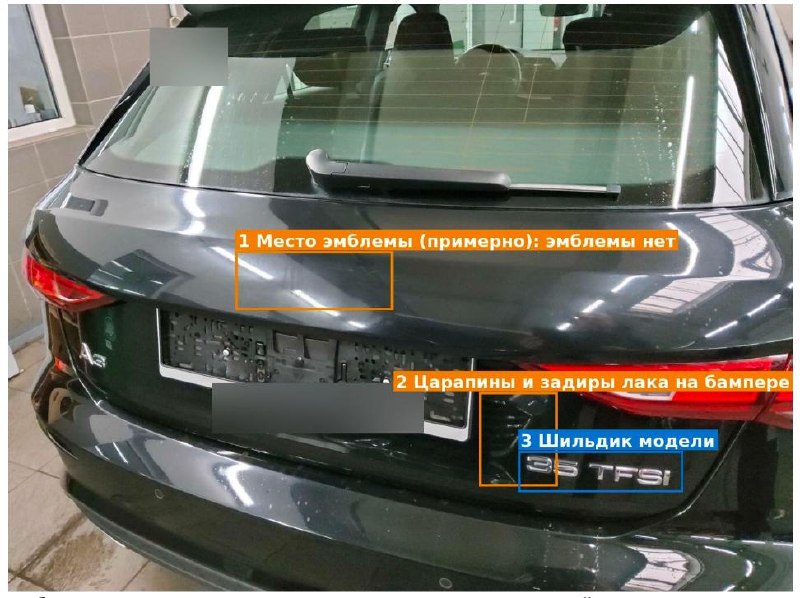 1 Место эмблемы (примерно): эмблемы нет
A3
2 Царапины и задиры лака на бампере
3 Шильдик модели
35 TFSI